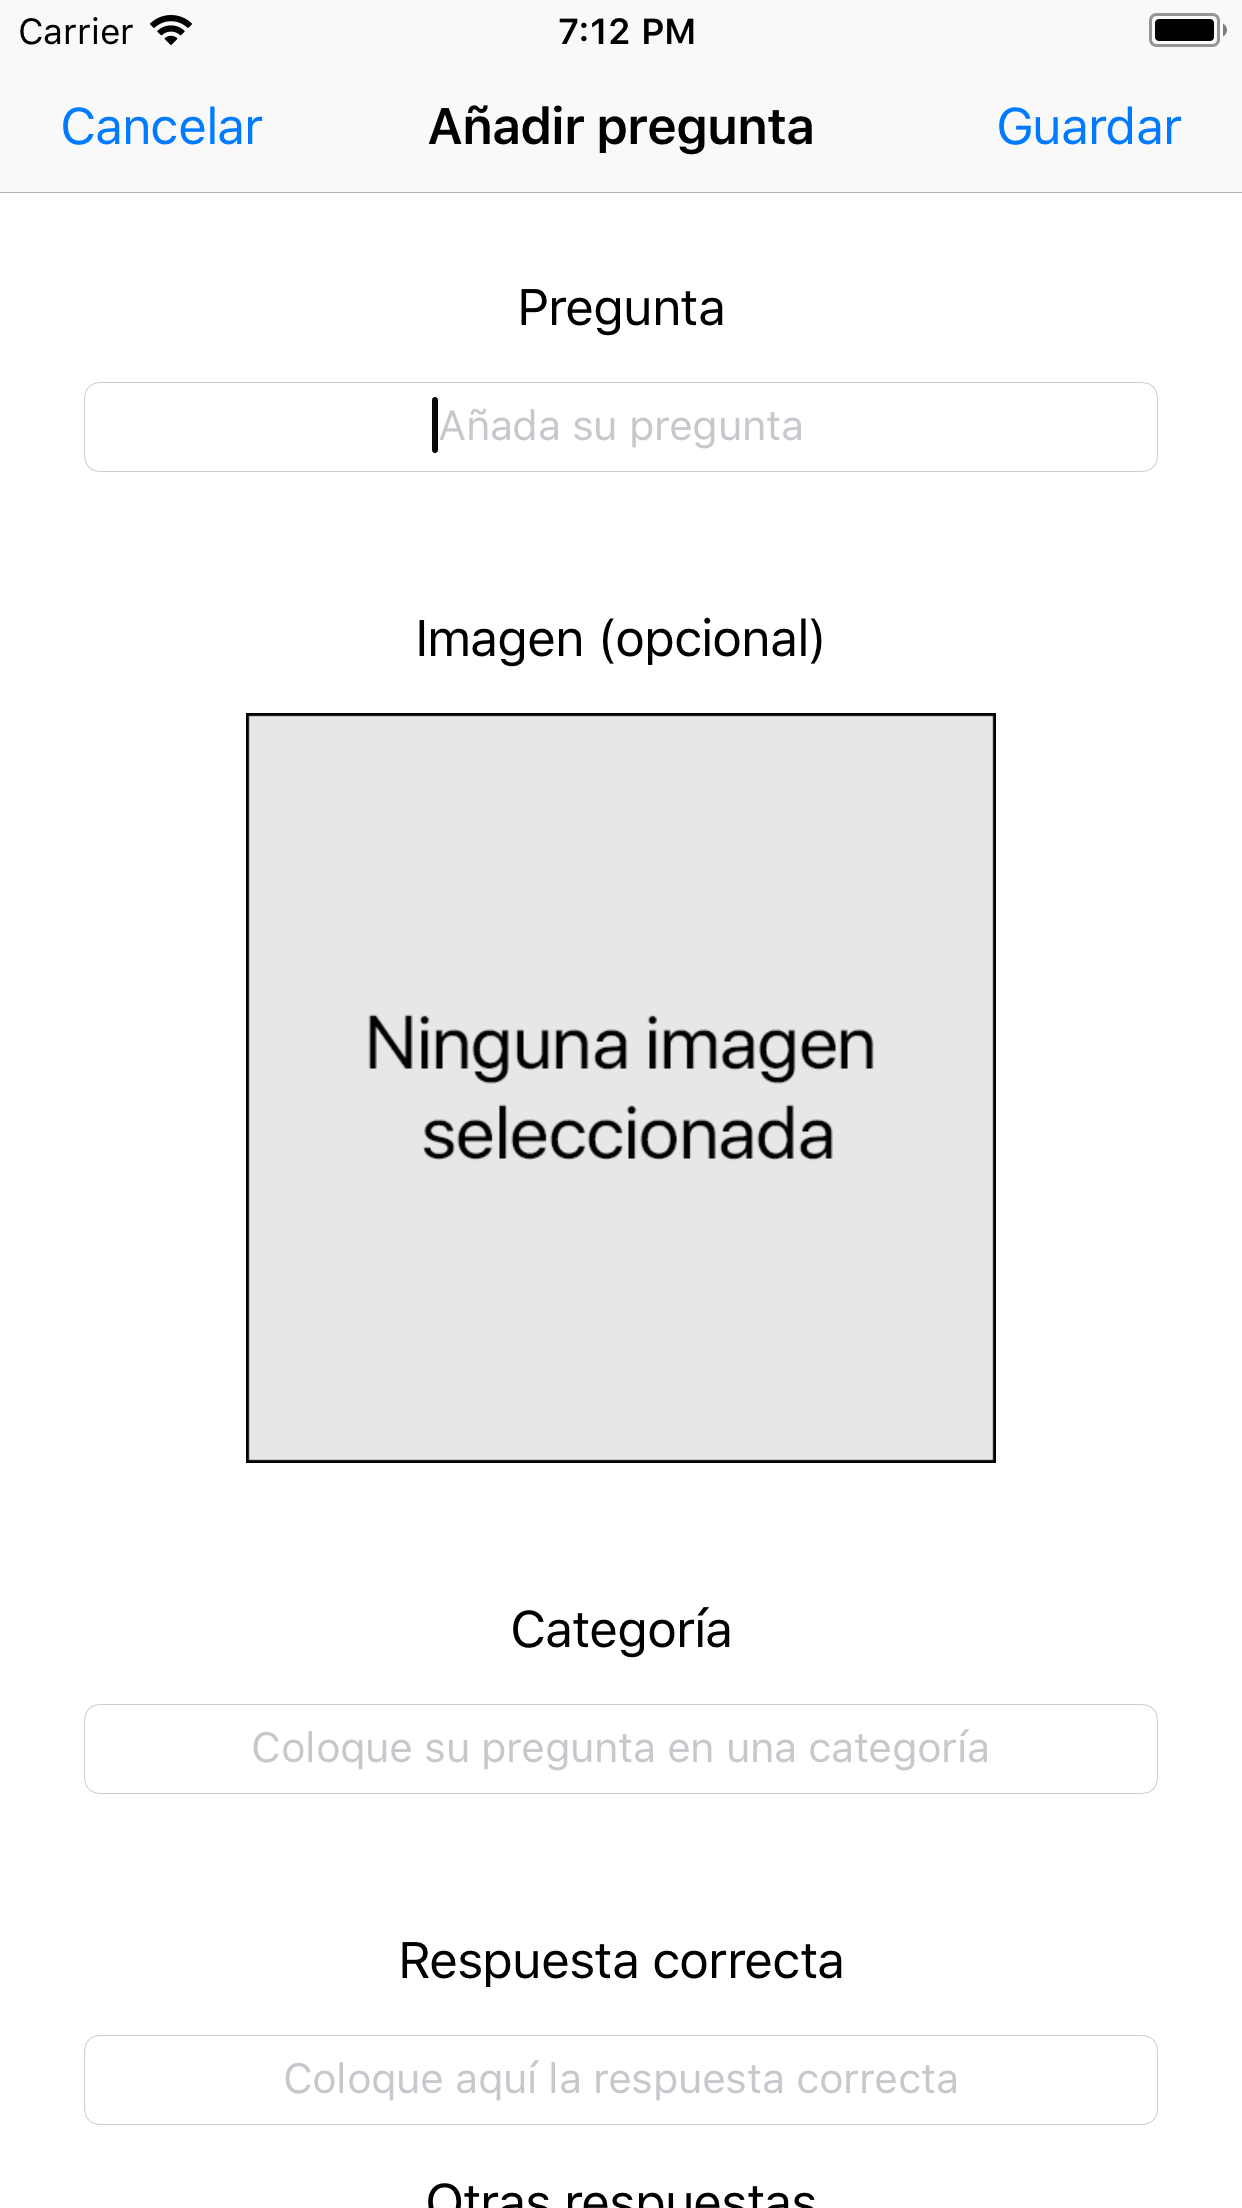 Carrier 7:12 PM
Cancelar Añadir pregunta Guardar
Pregunta
Añada su pregunta
Imagen (opcional)
Ninguna imagen
seleccionada
Categoría
Coloque su pregunta en una categoría
Respuesta correcta
Coloque aquí la respuesta correcta
Otras respuestas